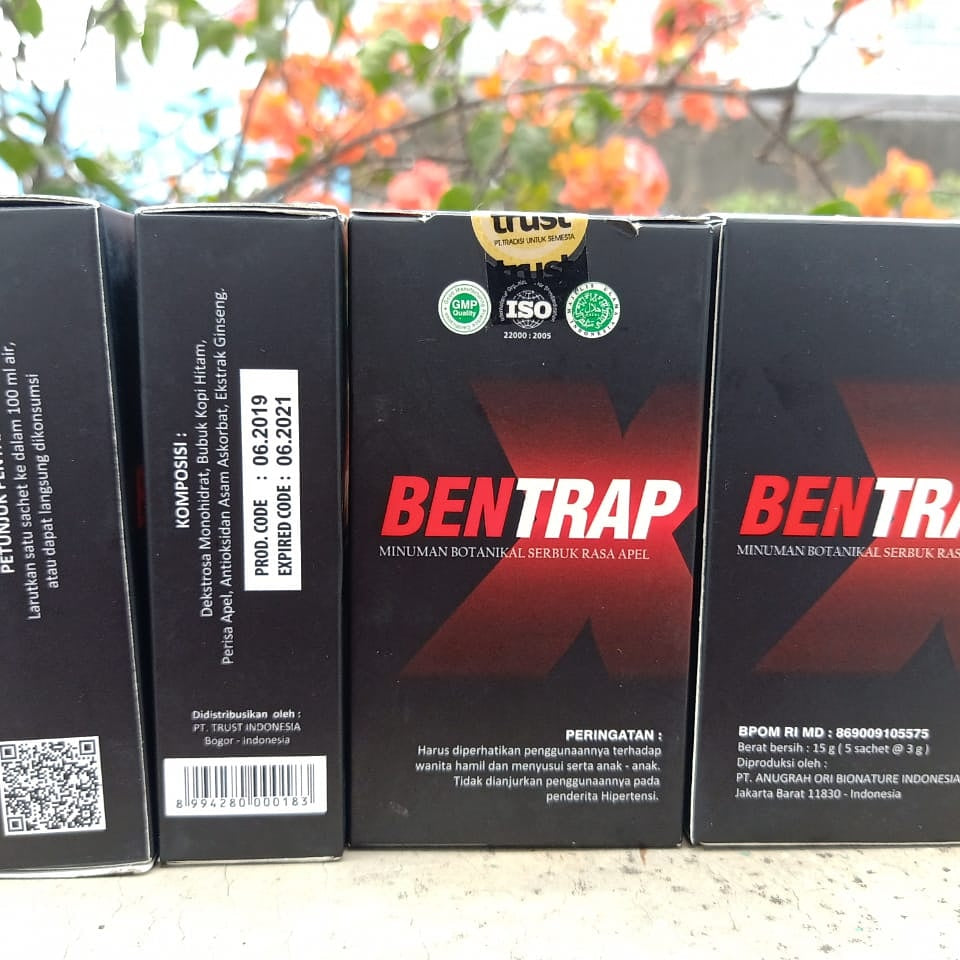 PETUNJUK
Larutkan satu sachet ke dalam 100 ml air,
atau dapat langsung dikonsumsi
KOMPOSISI :
Dekstrosa Monohidrat, Bubuk Kopi Hitam,
Perisa Apel, Antioksidan Asam Askorbat, Ekstrak Ginseng.
PROD. CODE : 06.2019
EXPIRED CODE : 06.2021
Didistribusikan oleh :
PT. TRUST INDONESIA
Bogor - Indonesia
8994280000183
trust
PT.TRADISI UNTUK SEMESTA
trust
GMP
Quality
ISO
22000 : 2005
BENTRAP
MINUMAN BOTANIKAL SERBUK RASA APEL
PERINGATAN :
Harus diperhatikan penggunaannya terhadap
wanita hamil dan menyusui serta anak - anak.
Tidak dianjurkan penggunaannya pada
penderita Hipertensi.
BENTRA
MINUMAN BOTANIKAL SERBUK RAS
BPOM RI MD : 869009105575
Berat bersih : 15 g ( 5 sachet @ 3 g )
Diproduksi oleh :
PT. ANUGRAH ORI BIONATURE INDONESIA
Jakarta Barat 11830 - Indonesia